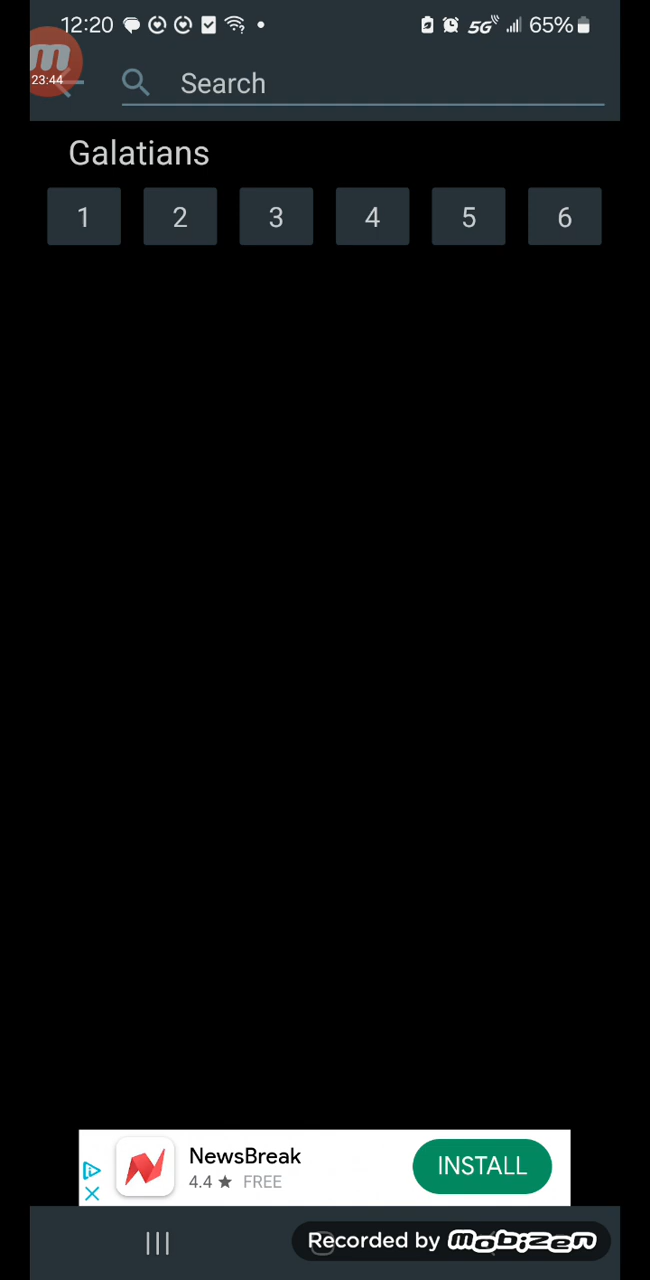 12:20 5G 65%
m
23:44
Search
Galatians
1 2 3 4 5 6
NewsBreak
4.4 ★ FREE
INSTALL
Recorded by mobizen